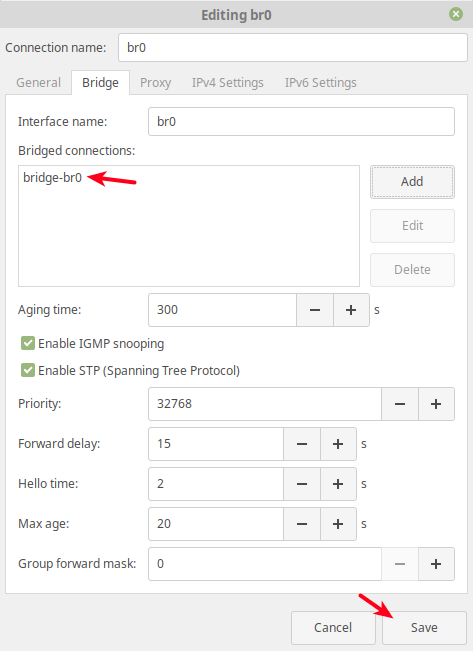 Editing br0
Connection name: br0
General Bridge Proxy IPv4 Settings IPv6 Settings
Interface name: br0
Bridged connections:
bridge-br0
Add
Edit
Delete
Aging time: 300 s
Enable IGMP snooping
Enable STP (Spanning Tree Protocol)
Priority: 32768
Forward delay: 15 s
Hello time: 2 s
Max age: 20 s
Group forward mask: 0
Cancel Save